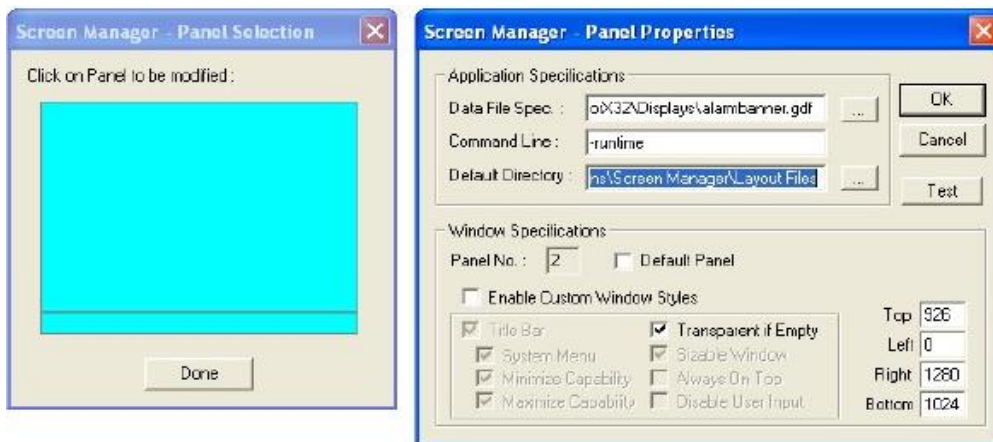 Screen Manager - Panel Selection
Click on Panel to be modified :
Done
Screen Manager - Panel Properties
Application Specifications
Data File Spec. : oiX32\Displays\alarmbanner.gdf ...
Command Line : -runtime
Default Directory : ns\Screen Manager\Layout Files ...
OK
Cancel
Test
Window Specifications
Panel No. : 2 Default Panel
Enable Custom Window Styles
Title Bar Transparent if Empty
System Menu Sizable Window
Minimize Capability Always On Top
Maximize Capability Disable User Input
Top 926
Left 0
Right 1280
Bottom 1024